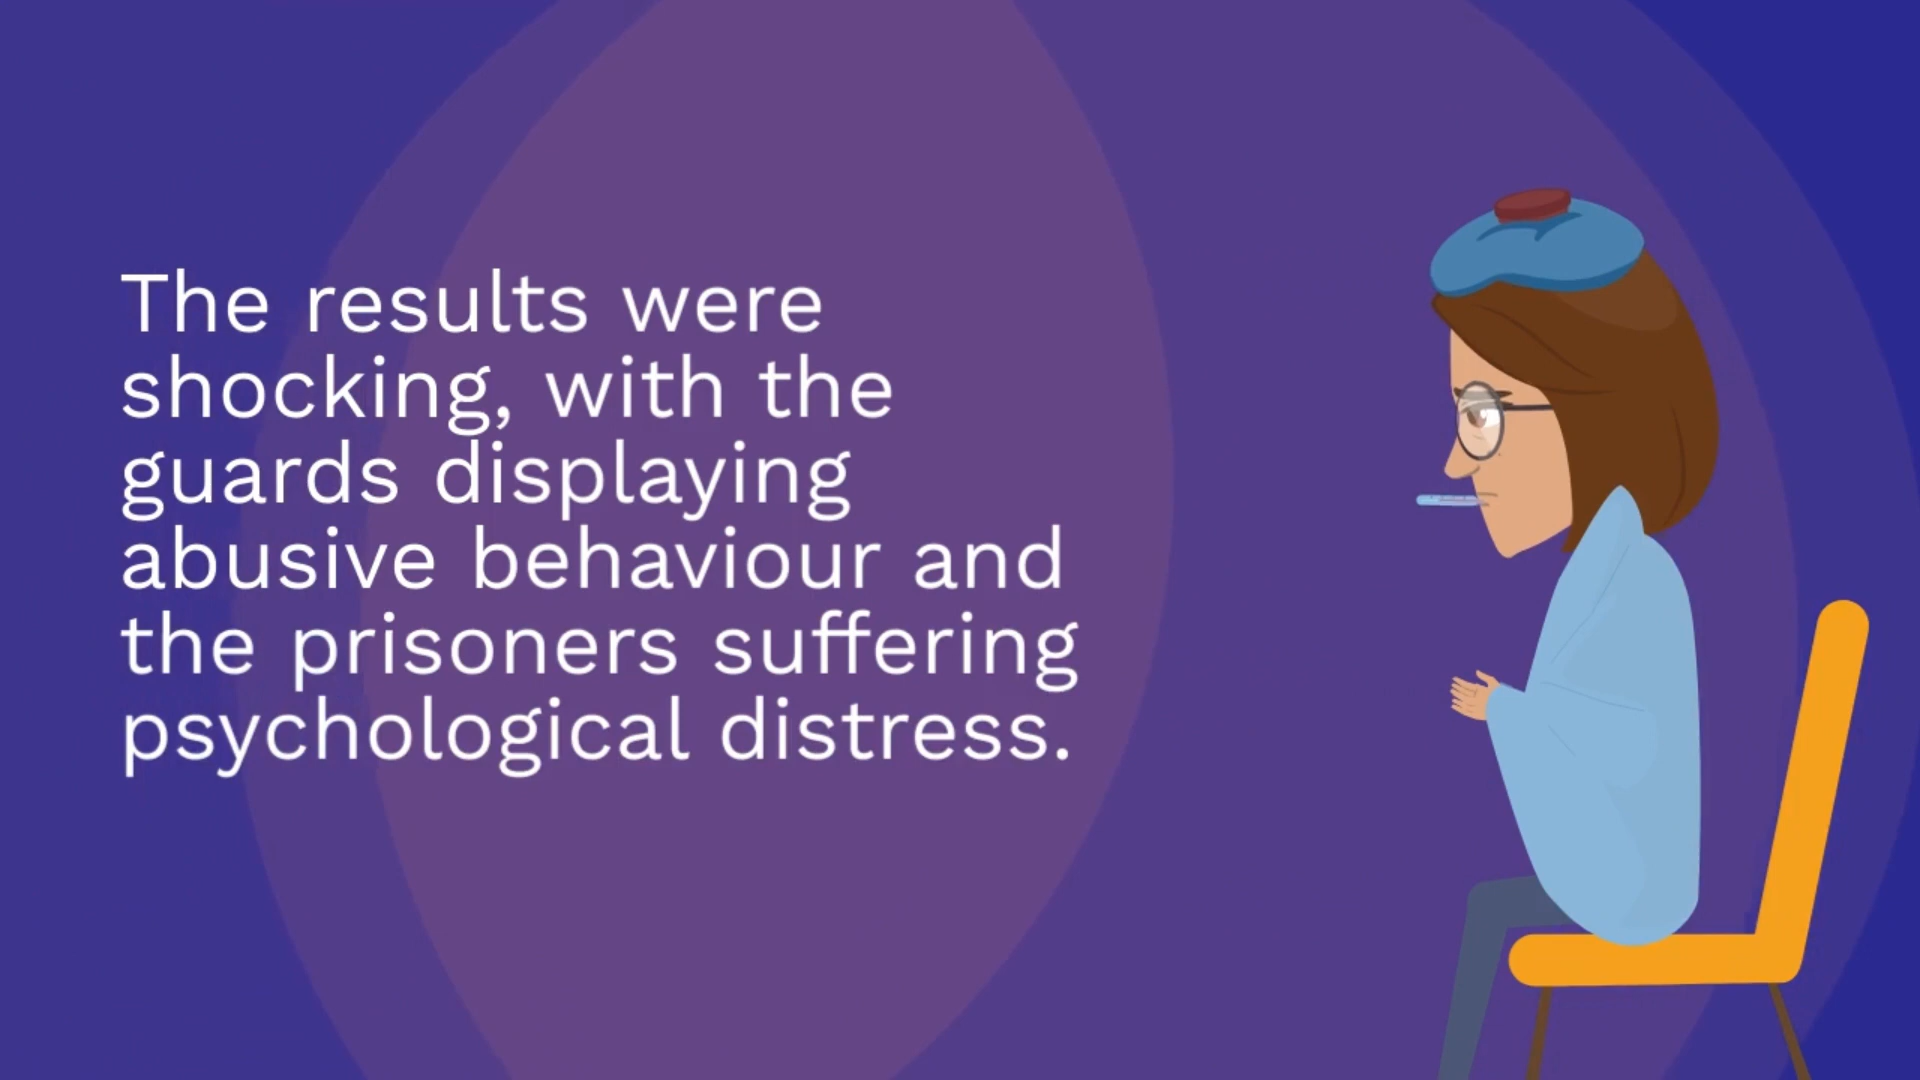 The results were
shocking, with the
guards displaying
abusive behaviour and
the prisoners suffering
psychological distress.